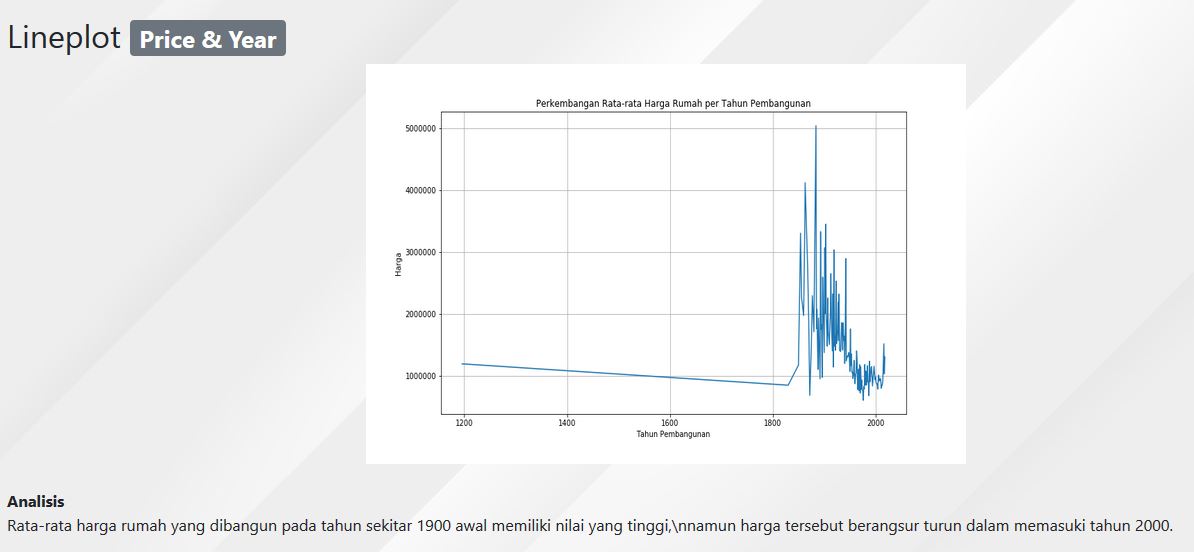 Lineplot Price & Year
Perkembangan Rata-rata Harga Rumah per Tahun Pembangunan
5000000
4000000
3000000
2000000
1000000
Harga
1200 1400 1600 1800 2000
Tahun Pembangunan
Analisis
Rata-rata harga rumah yang dibangun pada tahun sekitar 1900 awal memiliki nilai yang tinggi,\nnamun harga tersebut berangsur turun dalam memasuki tahun 2000.